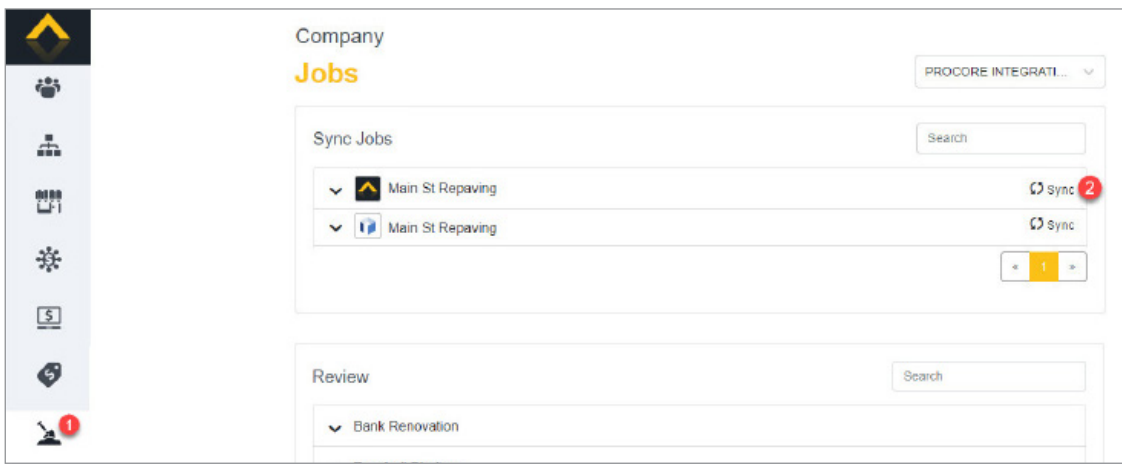 Company
Jobs
PROCORE INTEGRATI...
Sync Jobs
Search
Main St Repaving
Sync 2
Main St Repaving
Sync
« 1 »
Review
Search
Bank Renovation
1